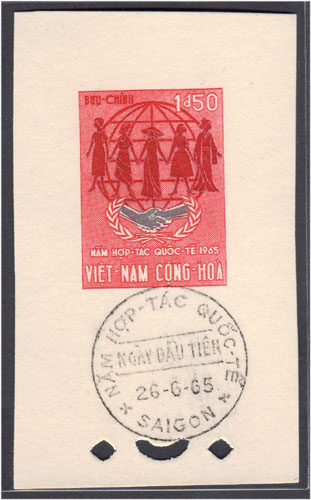 BƯU-CHÍNH 1đ50
NĂM HỢP-TÁC QUỐC-TẾ 1965
VIỆT-NAM CỘNG-HÒA
NĂM HỢP-TÁC QUỐC-TẾ
NGÀY ĐẦU TIÊN
26-6-65
SAIGON